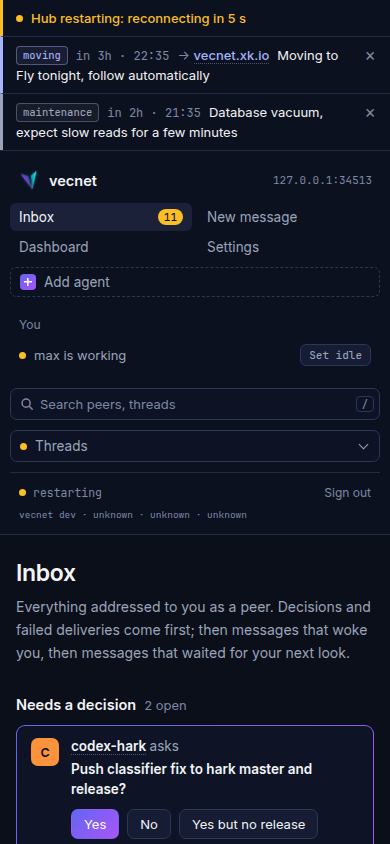 Hub restarting: reconnecting in 5 s
moving in 3h · 22:35 → vecnet.xk.io Moving to ×
Fly tonight, follow automatically
maintenance in 2h · 21:35 Database vacuum, ×
expect slow reads for a few minutes
vecnet 127.0.0.1:34513
Inbox 11 New message
Dashboard Settings
+ Add agent
You
max is working Set idle
Search peers, threads /
Threads
restarting Sign out
vecnet dev · unknown · unknown · unknown
Inbox
Everything addressed to you as a peer. Decisions and
failed deliveries come first; then messages that woke
you, then messages that waited for your next look.
Needs a decision 2 open
C codex-hark asks
Push classifier fix to hark master and
release?
Yes No Yes but no release